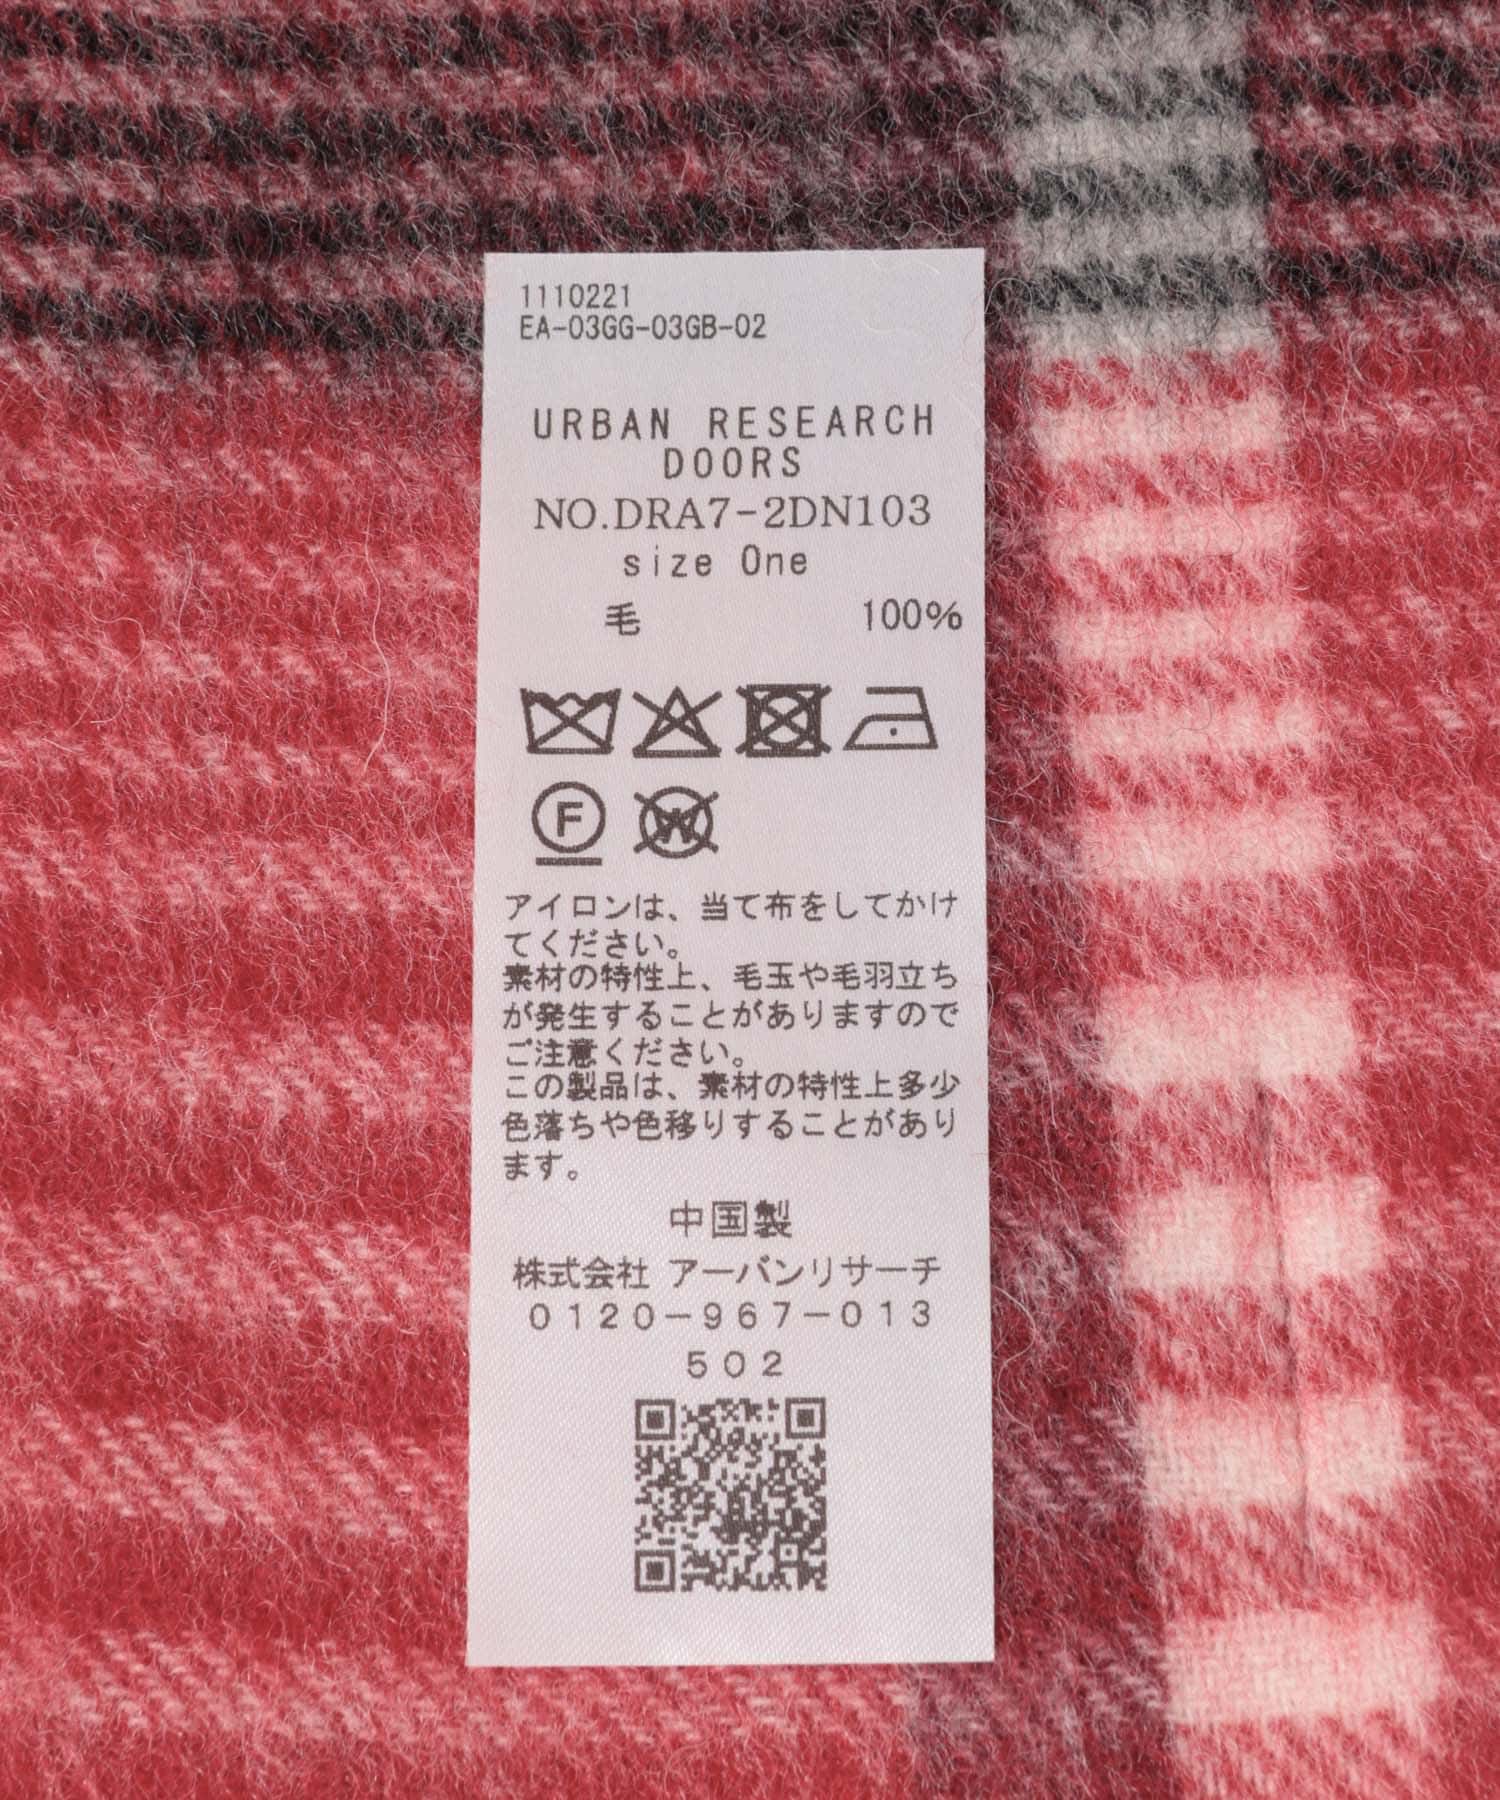 1110221
EA-03GG-03GB-02
URBAN RESEARCH
DOORS
NO.DRA7-2DN103
size One
毛 100%
F
W
アイロンは、当て布をしてかけ
てください。
素材の特性上、毛玉や毛羽立ち
が発生することがありますので
ご注意ください。
この製品は、素材の特性上多少
色落ちや色移りすることがあり
ます。
中国製
株式会社 アーバンリサーチ
0120-967-013
502